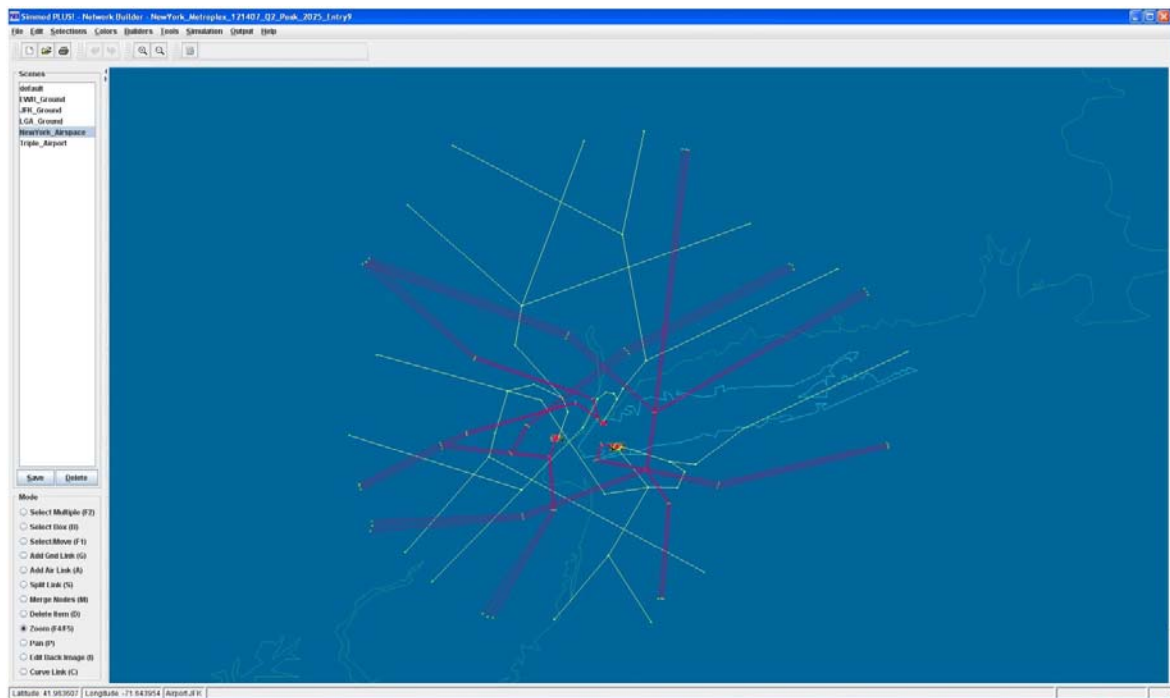 Simmod PLUS! - Network Builder - NewYork_Metroplex_121407_Q2_Peak_2025_Entry9
File Edit Selections Colors Builders Tools Simulation Output Help
Scenes
default
EWR_Ground
JFK_Ground
LGA_Ground
NewYork_Airspace
Triple_Airport
Save Delete
Mode
Select Multiple (F2)
Select Box (B)
Select/Move (F1)
Add Gnd Link (G)
Add Air Link (A)
Split Link (S)
Merge Nodes (M)
Delete Item (D)
Zoom (F4/F5)
Pan (P)
Edit Back Image (I)
Curve Link (C)
Latitude 41.963607 Longitude -71.843954 Airport JFK